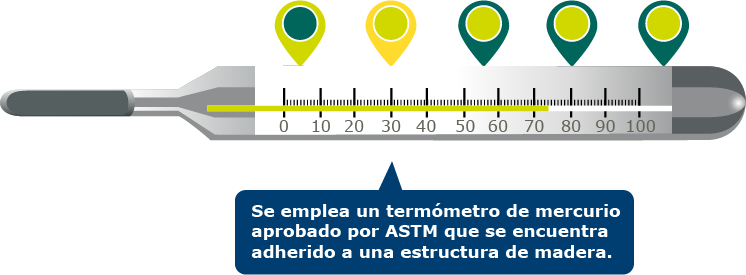 0 10 20 30 40 50 60 70 80 90 100
Se emplea un termómetro de mercurio
aprobado por ASTM que se encuentra
adherido a una estructura de madera.